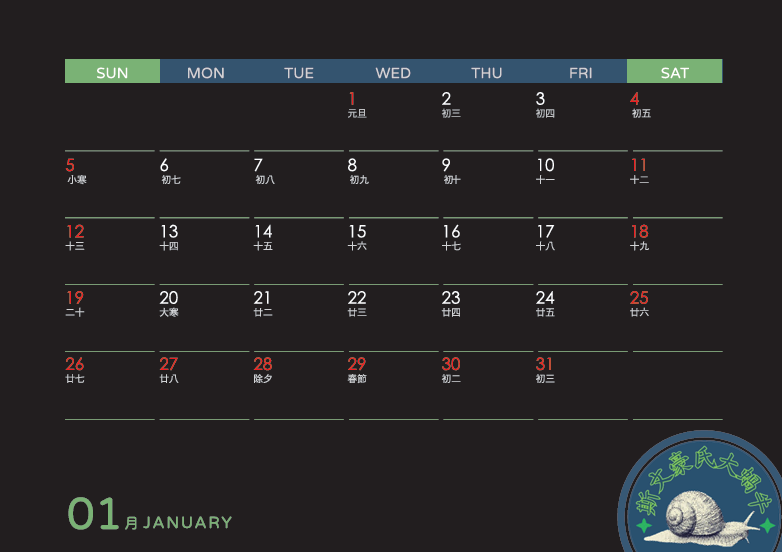 SUN MON TUE WED THU FRI SAT
1 2 3 4
元旦 初三 初四 初五
5 6 7 8 9 10 11
小寒 初七 初八 初九 初十 十一 十二
12 13 14 15 16 17 18
十三 十四 十五 十六 十七 十八 十九
19 20 21 22 23 24 25
二十 大寒 廿二 廿三 廿四 廿五 廿六
26 27 28 29 30 31
廿七 廿八 除夕 春節 初二 初三
01月 JANUARY
斯文豪氏大蝸牛